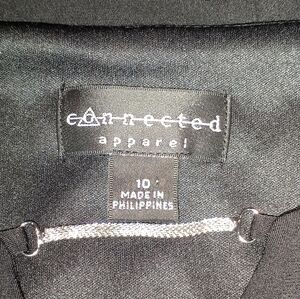 connected
apparel
10
MADE IN
PHILIPPINES